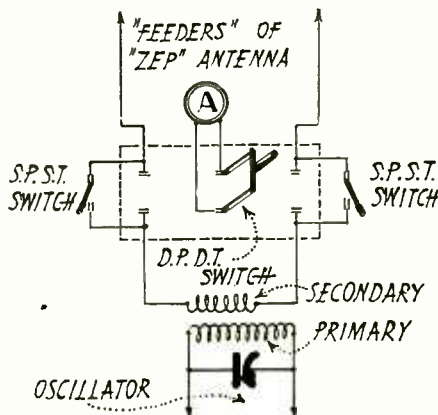 "FEEDERS" OF
"ZEP" ANTENNA
A
S.P.S.T.
SWITCH
S.P.S.T.
SWITCH
D.P.D.T.
SWITCH
SECONDARY
PRIMARY
OSCILLATOR